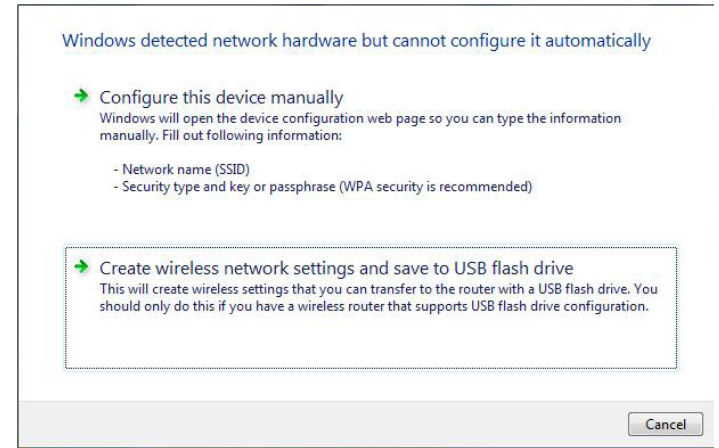 Windows detected network hardware but cannot configure it automatically
Configure this device manually
Windows will open the device configuration web page so you can type the information
manually. Fill out following information:
- Network name (SSID)
- Security type and key or passphrase (WPA security is recommended)
Create wireless network settings and save to USB flash drive
This will create wireless settings that you can transfer to the router with a USB flash drive. You
should only do this if you have a wireless router that supports USB flash drive configuration.
Cancel